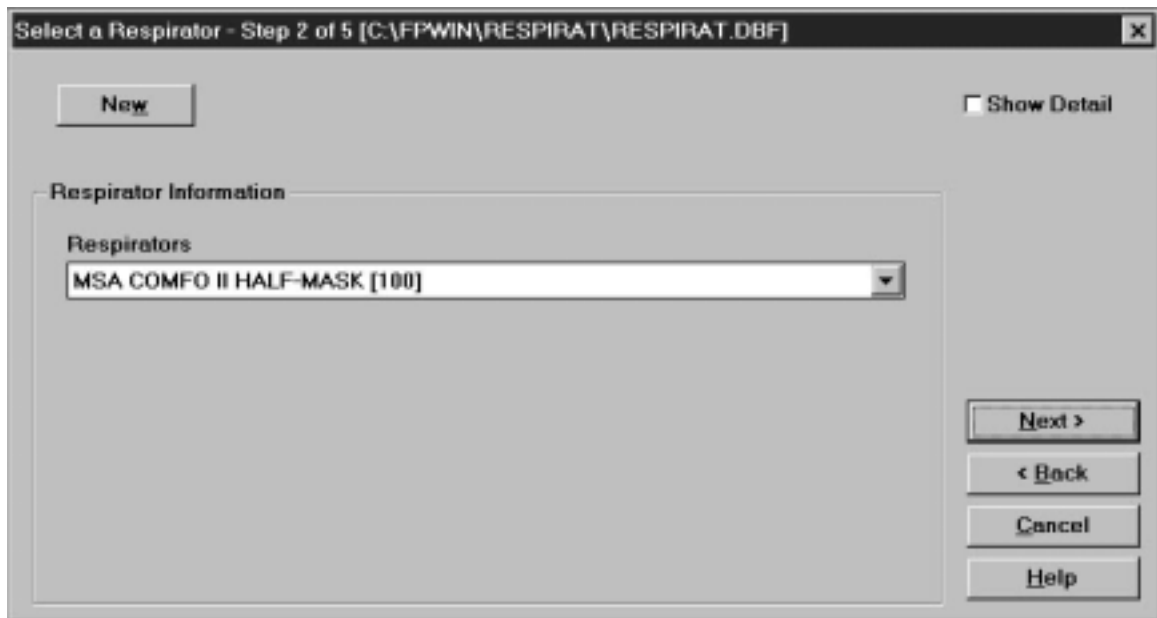 Select a Respirator - Step 2 of 5 [C:\FPWIN\RESPIRAT\RESPIRAT.DBF]
New
Show Detail
Respirator Information
Respirators
MSA COMFO II HALF-MASK [100]
Next >
< Back
Cancel
Help